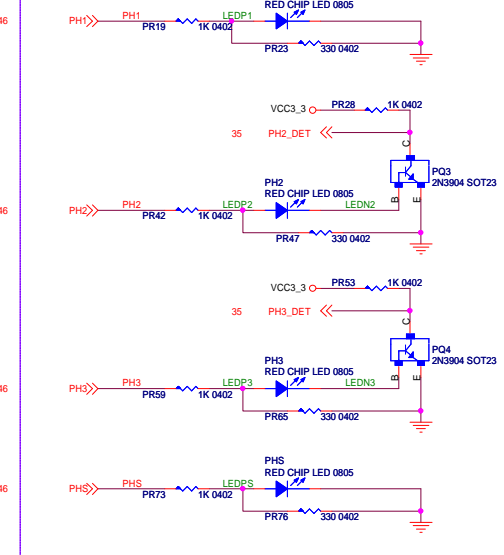 RED CHIP LED 0805
46 PH1 PH1 LEDP1
PR19 1K 0402
PR23 330 0402
VCC3_3 PR28 1K 0402
35 PH2_DET
C
PQ3
2N3904 SOT23
PH2
RED CHIP LED 0805
B E
46 PH2 PH2 LEDP2 LEDN2
PR42 1K 0402
PR47 330 0402
VCC3_3 PR53 1K 0402
35 PH3_DET
C
PQ4
2N3904 SOT23
PH3
RED CHIP LED 0805
B E
46 PH3 PH3 LEDP3 LEDN3
PR59 1K 0402
PR65 330 0402
PHS
RED CHIP LED 0805
46 PHS PHS LEDPS
PR73 1K 0402
PR76 330 0402